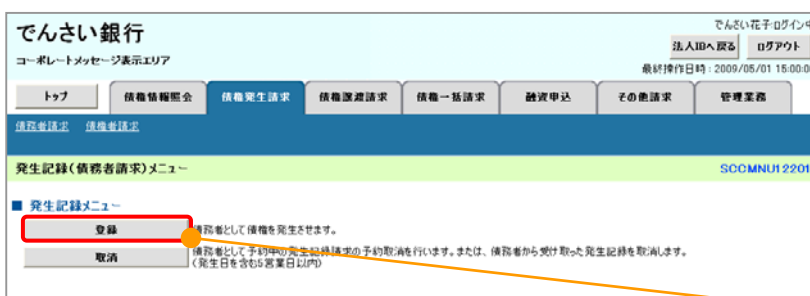 でんさい銀行
コーポレートメッセージ表示エリア
でんさい花子:ログイン中
法人IDへ戻る ログアウト
最終操作日時：2009/05/01 15:00:0
トップ 債権情報照会 債権発生請求 債権譲渡請求 債権一括請求 融資申込 その他請求 管理業務
債務者請求 債権者請求
発生記録(債務者請求)メニュー SCCMNU12201
■ 発生記録メニュー
登録 債務者として債権を発生させます。
取消 債務者として予約中の発生記録請求の予約取消を行います。または、債務者から受け取った発生記録を取消します。
(発生日を含む5営業日以内)